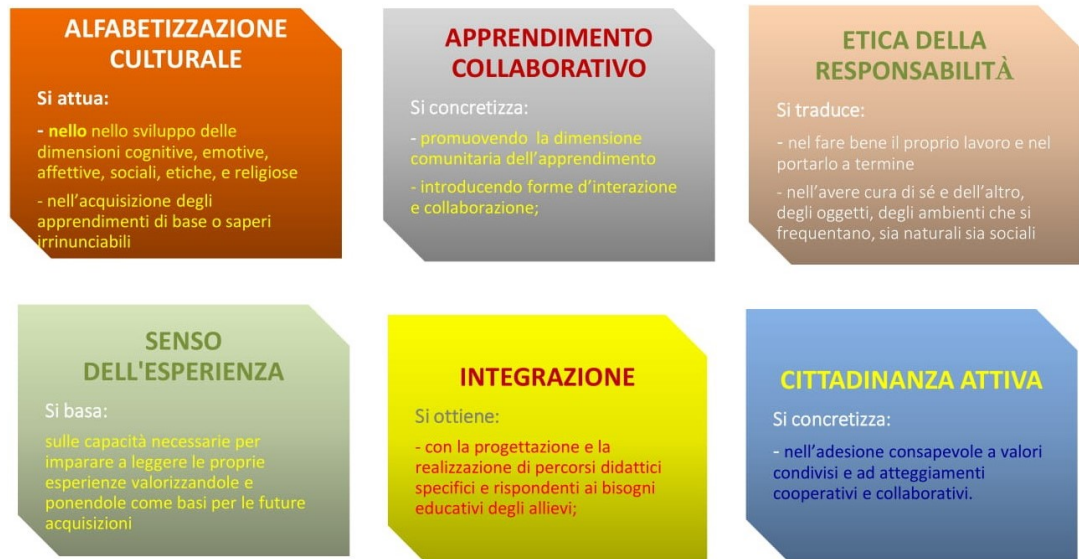 ALFABETIZZAZIONE
CULTURALE
Si attua:
- nello nello sviluppo delle
dimensioni cognitive, emotive,
affettive, sociali, etiche, e religiose
- nell'acquisizione degli
apprendimenti di base o saperi
irrinunciabili
APPRENDIMENTO
COLLABORATIVO
Si concretizza:
- promuovendo la dimensione
comunitaria dell'apprendimento
- introducendo forme d'interazione
e collaborazione;
ETICA DELLA
RESPONSABILITÀ
Si traduce:
- nel fare bene il proprio lavoro e nel
portarlo a termine
- nell'avere cura di sé e dell'altro,
degli oggetti, degli ambienti che si
frequentano, sia naturali sia sociali
SENSO
DELL'ESPERIENZA
Si basa:
sulle capacità necessarie per
imparare a leggere le proprie
esperienze valorizzandole e
ponendole come basi per le future
acquisizioni
INTEGRAZIONE
Si ottiene:
- con la progettazione e la
realizzazione di percorsi didattici
specifici e rispondenti ai bisogni
educativi degli allievi;
CITTADINANZA ATTIVA
Si concretizza:
- nell'adesione consapevole a valori
condivisi e ad atteggiamenti
cooperativi e collaborativi.